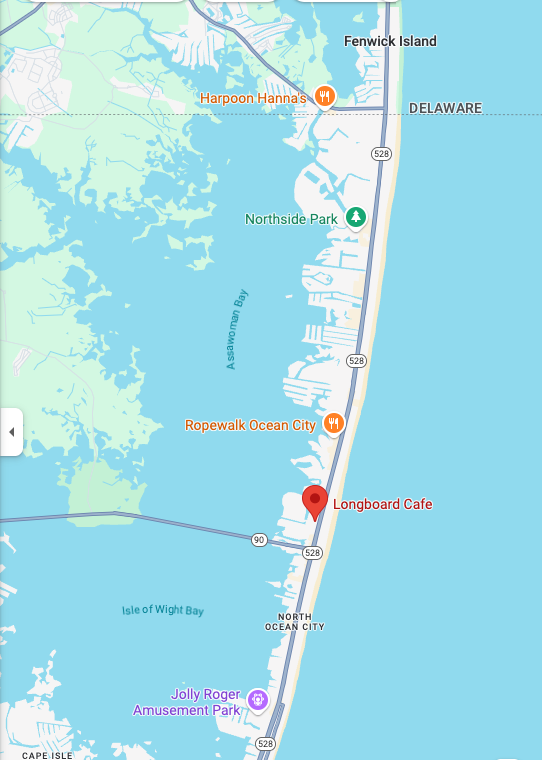 Fenwick Island
Harpoon Hanna's
DELAWARE
528
Northside Park
Assawoman Bay
528
Ropewalk Ocean City
Longboard Cafe
90
528
Isle of Wight Bay
NORTH
OCEAN CITY
Jolly Roger
Amusement Park
528
CAPE ISLE